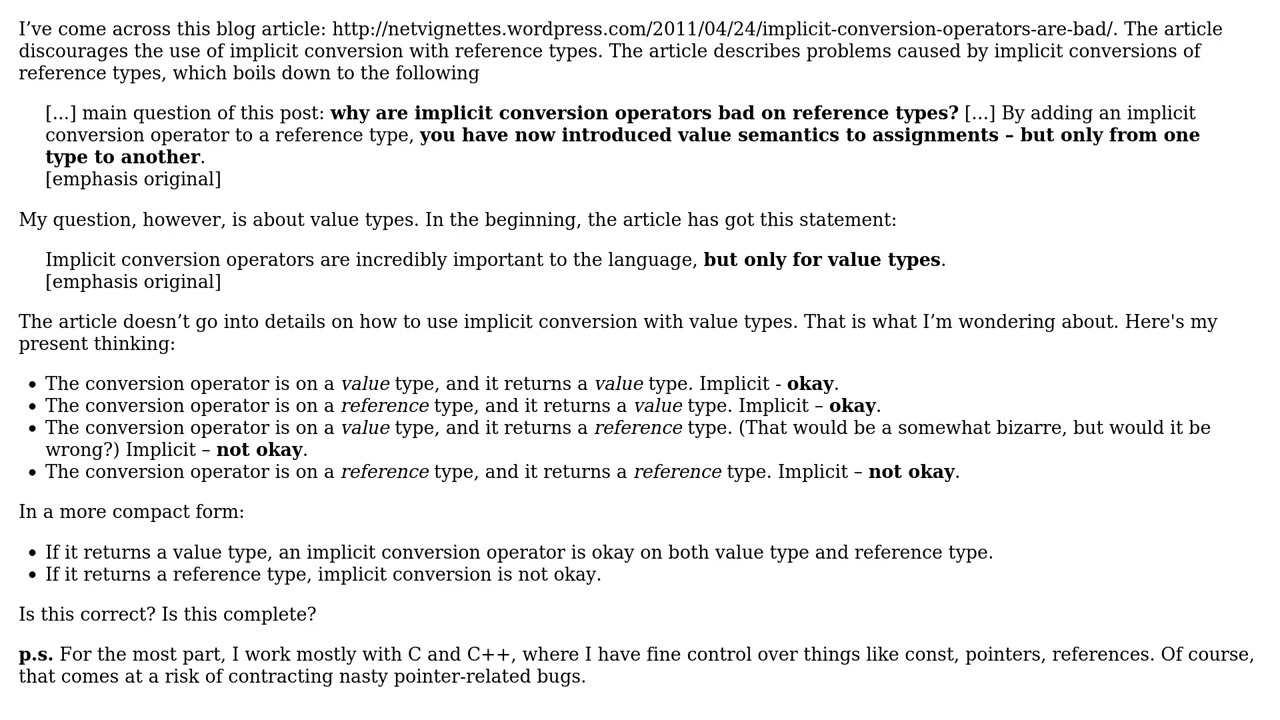 I’ve come across this blog article: http://netvignettes.wordpress.com/2011/04/24/implicit-conversion-operators-are-bad/. The article
discourages the use of implicit conversion with reference types. The article describes problems caused by implicit conversions of
reference types, which boils down to the following
[...] main question of this post: why are implicit conversion operators bad on reference types? [...] By adding an implicit
conversion operator to a reference type, you have now introduced value semantics to assignments – but only from one
type to another.
[emphasis original]
My question, however, is about value types. In the beginning, the article has got this statement:
Implicit conversion operators are incredibly important to the language, but only for value types.
[emphasis original]
The article doesn’t go into details on how to use implicit conversion with value types. That is what I’m wondering about. Here's my
present thinking:
• The conversion operator is on a value type, and it returns a value type. Implicit - okay.
• The conversion operator is on a reference type, and it returns a value type. Implicit – okay.
• The conversion operator is on a value type, and it returns a reference type. (That would be a somewhat bizarre, but would it be
wrong?) Implicit – not okay.
• The conversion operator is on a reference type, and it returns a reference type. Implicit – not okay.
In a more compact form:
• If it returns a value type, an implicit conversion operator is okay on both value type and reference type.
• If it returns a reference type, implicit conversion is not okay.
Is this correct? Is this complete?
p.s. For the most part, I work mostly with C and C++, where I have fine control over things like const, pointers, references. Of course,
that comes at a risk of contracting nasty pointer-related bugs.